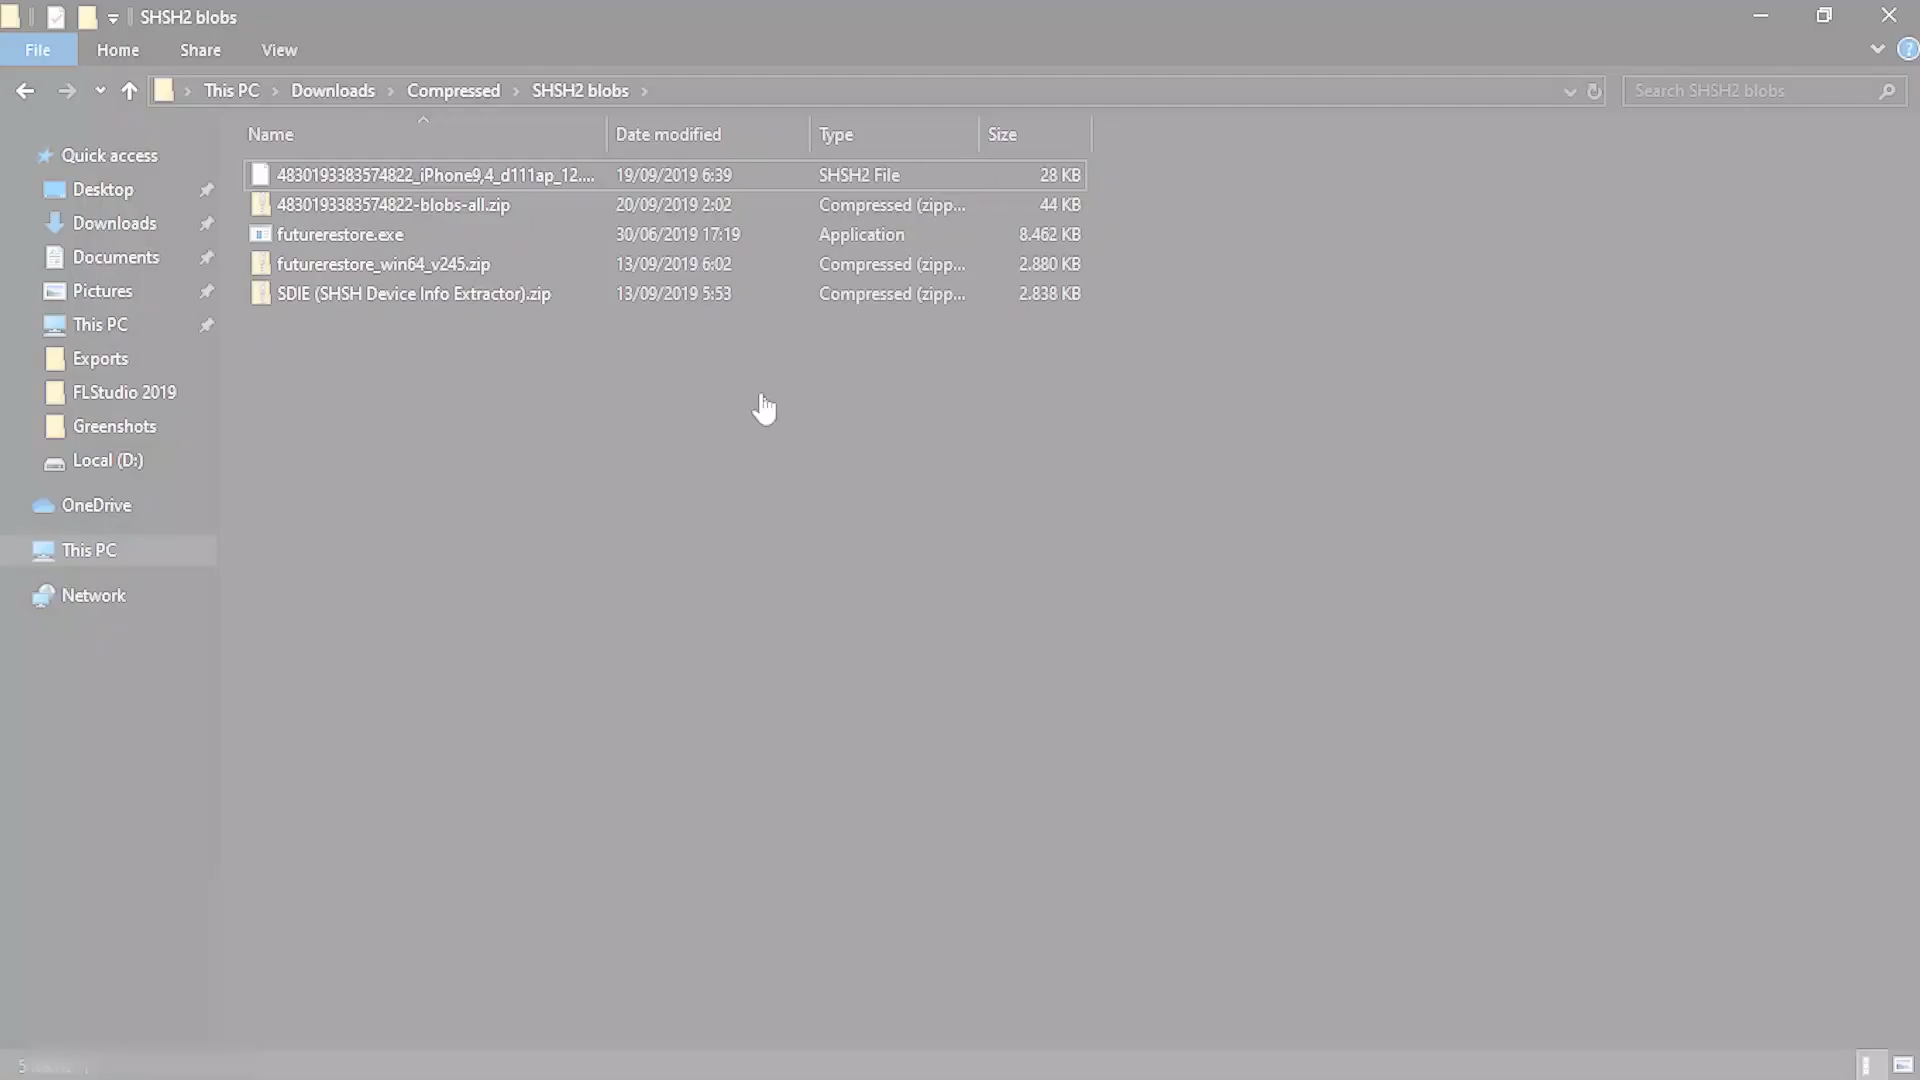 SHSH2 blobs
File Home Share View
This PC Downloads Compressed SHSH2 blobs
Search SHSH2 blobs
Name Date modified Type Size
4830193383574822_iPhone9,4_d111ap_12.... 19/09/2019 6:39 SHSH2 File 28 KB
4830193383574822-blobs-all.zip 20/09/2019 2:02 Compressed (zipp... 44 KB
futurerestore.exe 30/06/2019 17:19 Application 8.462 KB
futurerestore_win64_v245.zip 13/09/2019 6:02 Compressed (zipp... 2.880 KB
SDIE (SHSH Device Info Extractor).zip 13/09/2019 5:53 Compressed (zipp... 2.838 KB
Quick access
Desktop
Downloads
Documents
Pictures
This PC
Exports
FLStudio 2019
Greenshots
Local (D:)
OneDrive
This PC
Network
5